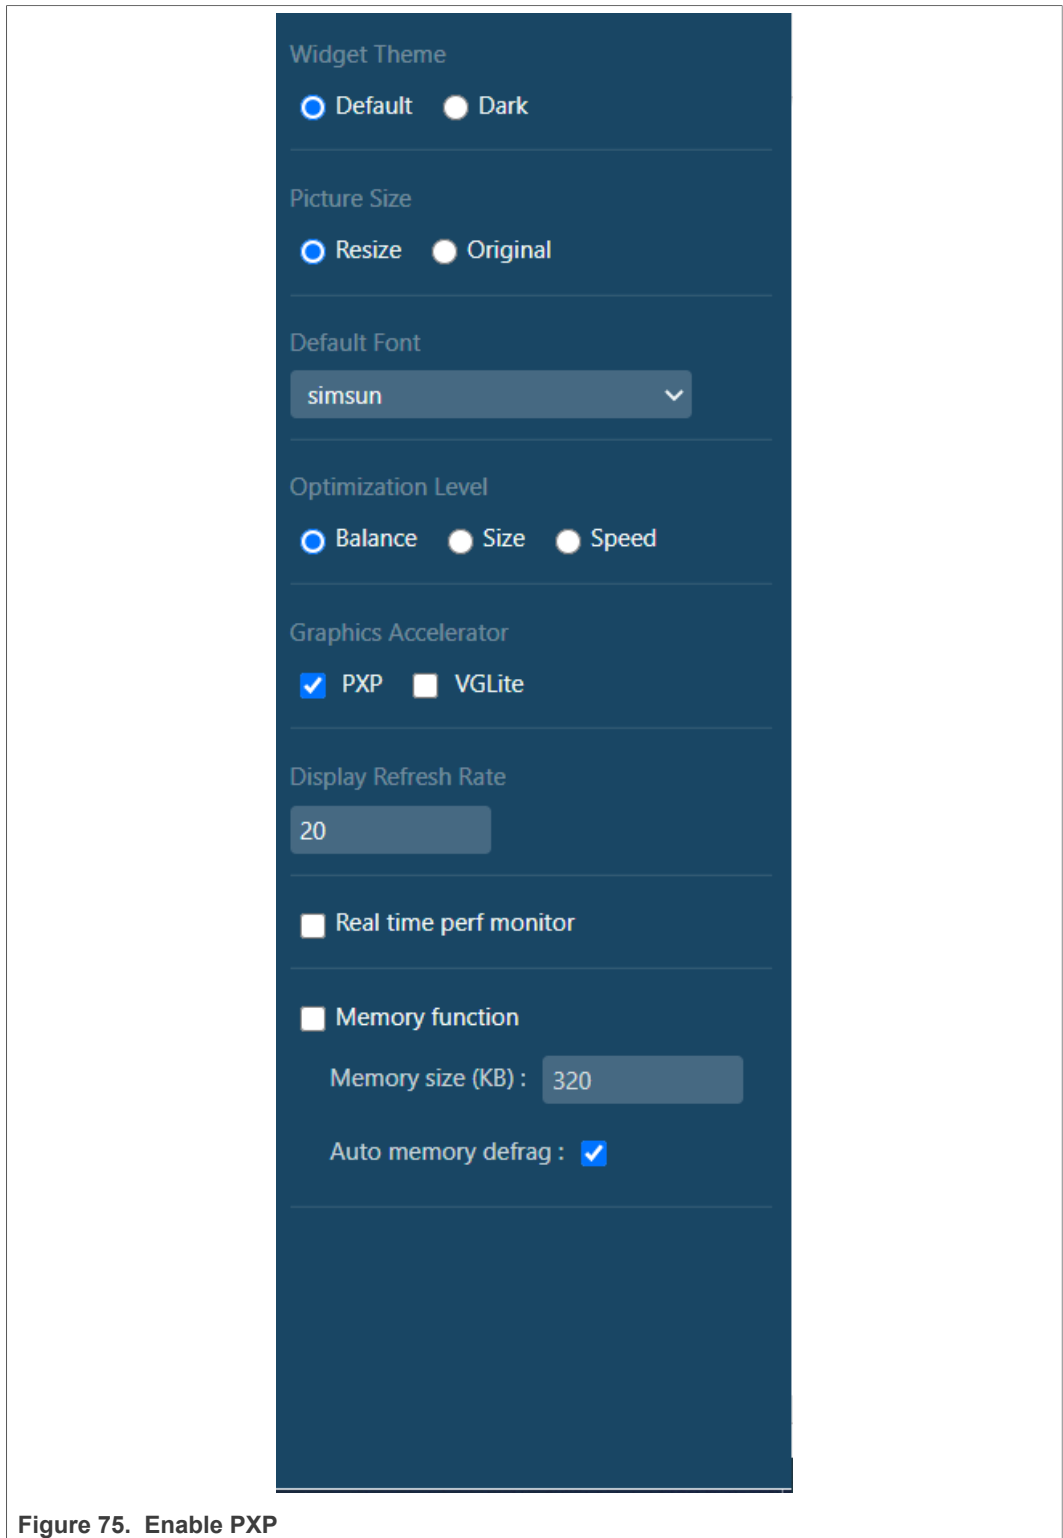 Widget Theme
Default Dark
Picture Size
Resize Original
Default Font
simsun
Optimization Level
Balance Size Speed
Graphics Accelerator
PXP VGLite
Display Refresh Rate
20
Real time perf monitor
Memory function
Memory size (KB) : 320
Auto memory defrag :
Figure 75. Enable PXP